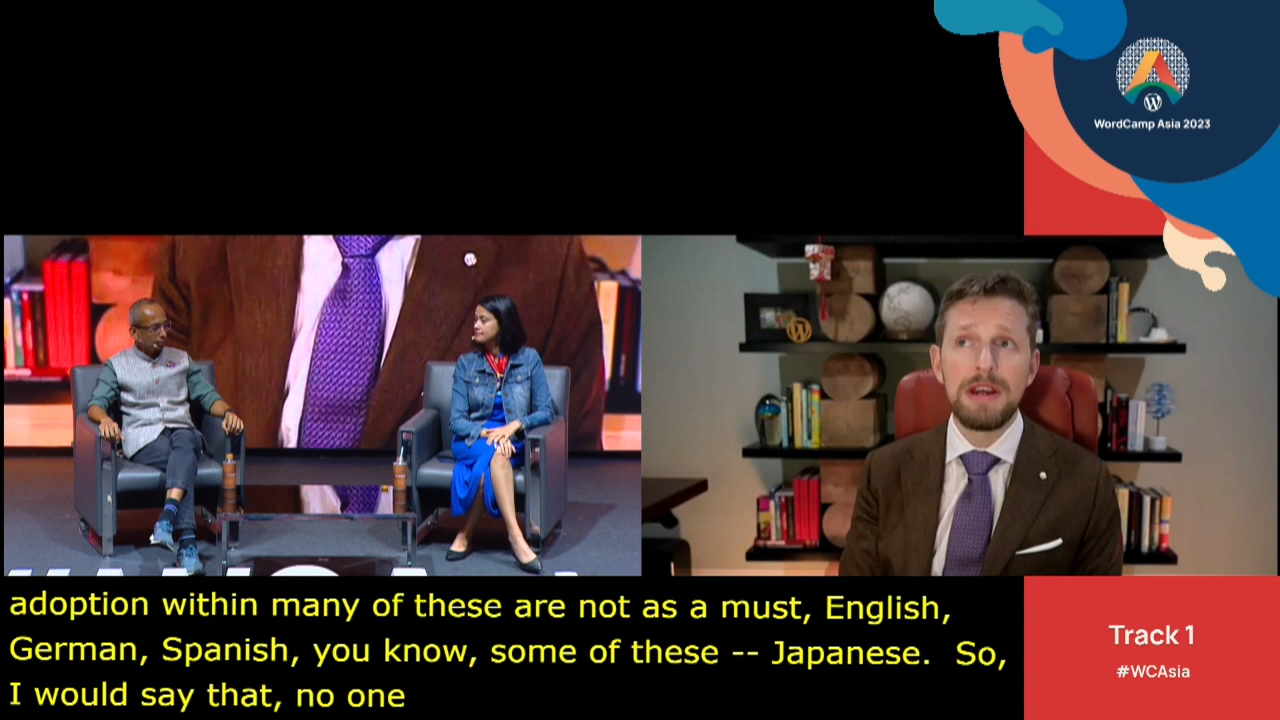 WordCamp Asia 2023
adoption within many of these are not as a must, English,
German, Spanish, you know, some of these -- Japanese.  So,
I would say that, no one
Track 1
#WCAsia